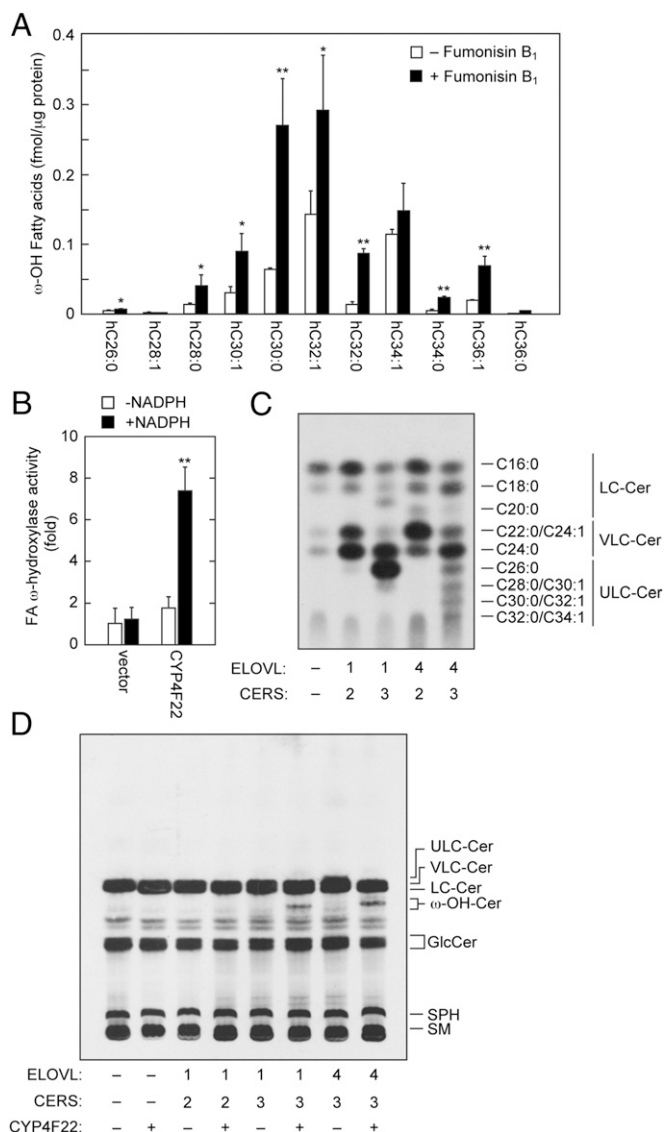 A
ω-OH Fatty acids (fmol/μg protein)
0.4
0.3
0.2
0.1
0
– Fumonisin B₁
+ Fumonisin B₁
*
*
*
**
*
**
**
**
hC26:0
hC28:1
hC28:0
hC30:1
hC30:0
hC32:1
hC32:0
hC34:1
hC34:0
hC36:1
hC36:0
B
-NADPH
+NADPH
FA ω-hydroxylase activity
(fold)
10
8
6
4
2
0
**
vector
CYP4F22
C
C16:0
C18:0
C20:0
C22:0/C24:1
C24:0
C26:0
C28:0/C30:1
C30:0/C32:1
C32:0/C34:1
LC-Cer
VLC-Cer
ULC-Cer
ELOVL: – 1 1 4 4
CERS: – 2 3 2 3
D
ULC-Cer
VLC-Cer
LC-Cer
ω-OH-Cer
GlcCer
SPH
SM
ELOVL: – – 1 1 1 1 4 4
CERS: – – 2 2 3 3 3 3
CYP4F22: – + – + – + – +